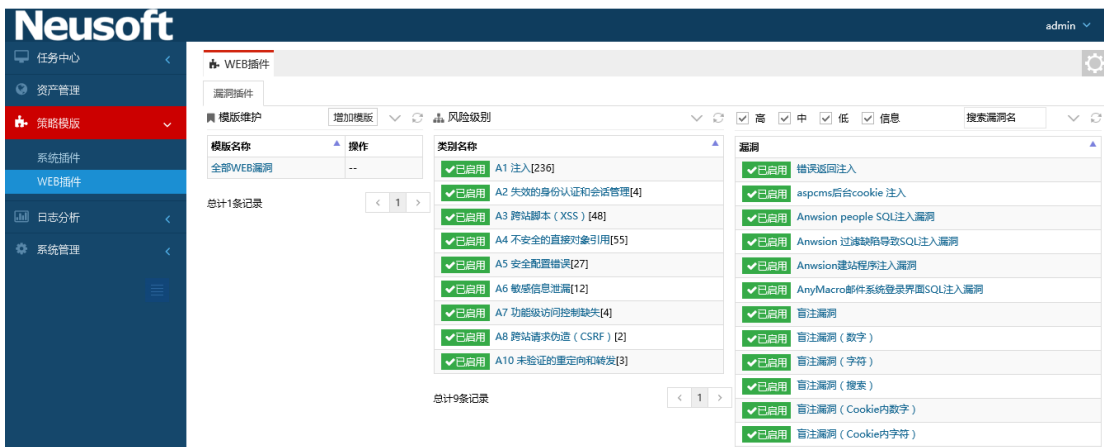 Neusoft
admin
任务中心
资产管理
策略模版
系统插件
WEB插件
日志分析
系统管理
WEB插件
漏洞插件
模版维护 增加模版
模版名称 操作
全部WEB漏洞 --
总计1条记录 1
风险级别
类别名称
已启用 A1 注入[236]
已启用 A2 失效的身份认证和会话管理[4]
已启用 A3 跨站脚本（XSS）[48]
已启用 A4 不安全的直接对象引用[55]
已启用 A5 安全配置错误[27]
已启用 A6 敏感信息泄漏[12]
已启用 A7 功能级访问控制缺失[4]
已启用 A8 跨站请求伪造（CSRF）[2]
已启用 A10 未验证的重定向和转发[3]
总计9条记录 1
高 中 低 信息 搜索漏洞名
漏洞
已启用 错误返回注入
已启用 aspcms后台cookie 注入
已启用 Anwsion people SQL注入漏洞
已启用 Anwsion 过滤缺陷导致SQL注入漏洞
已启用 Anwsion建站程序注入漏洞
已启用 AnyMacro邮件系统登录界面SQL注入漏洞
已启用 盲注漏洞
已启用 盲注漏洞（数字）
已启用 盲注漏洞（字符）
已启用 盲注漏洞（搜索）
已启用 盲注漏洞（Cookie内数字）
已启用 盲注漏洞（Cookie内字符）